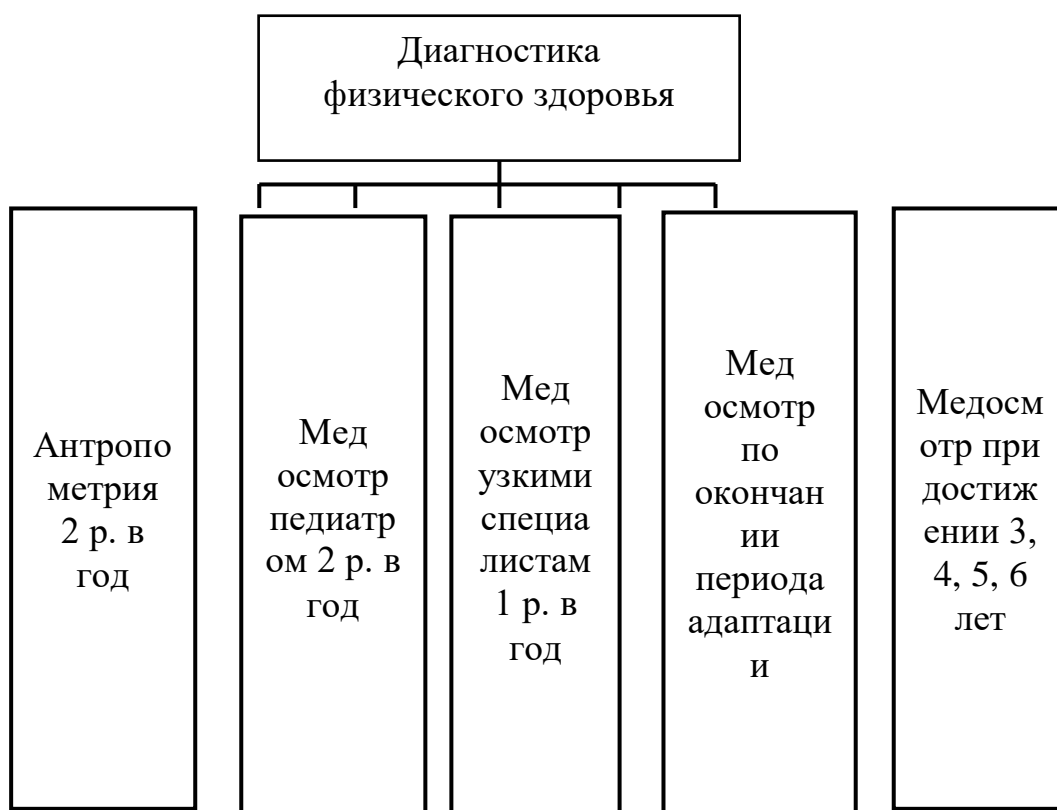 Диагностика
физического здоровья
Антропо
метрия
2 р. в
год
Мед
осмотр
педиатр
ом 2 р. в
год
Мед
осмотр
узкими
специа
листам
1 р. в
год
Мед
осмотр
по
окончан
ии
периода
адаптаци
и
Медосм
отр при
достиж
ении 3,
4, 5, 6
лет